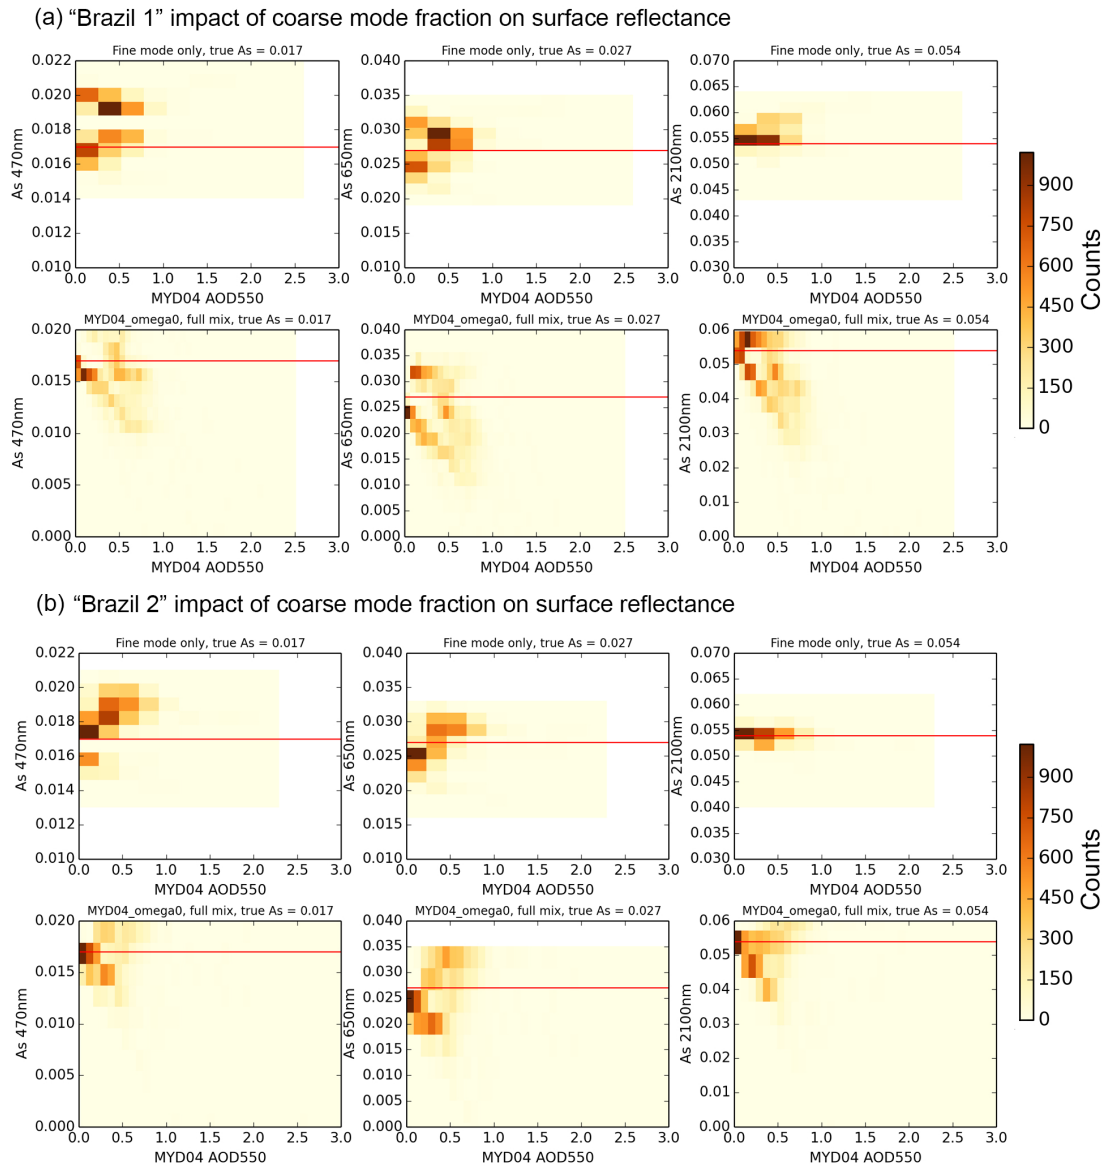 (a) “Brazil 1” impact of coarse mode fraction on surface reflectance
Fine mode only, true As = 0.017
Fine mode only, true As = 0.027
Fine mode only, true As = 0.054
0.022
0.020
0.018
0.016
0.014
0.012
0.010
As 470nm
0.0 0.5 1.0 1.5 2.0 2.5 3.0
MYD04 AOD550
0.040
0.035
0.030
0.025
0.020
0.015
0.010
As 650nm
0.0 0.5 1.0 1.5 2.0 2.5 3.0
MYD04 AOD550
0.070
0.065
0.060
0.055
0.050
0.045
0.040
0.035
0.030
As 2100nm
0.0 0.5 1.0 1.5 2.0 2.5 3.0
MYD04 AOD550
MYD04_omega0, full mix, true As = 0.017
MYD04_omega0, full mix, true As = 0.027
MYD04_omega0, full mix, true As = 0.054
0.020
0.015
0.010
0.005
0.000
As 470nm
0.0 0.5 1.0 1.5 2.0 2.5 3.0
MYD04 AOD550
0.040
0.035
0.030
0.025
0.020
0.015
0.010
0.005
0.000
As 650nm
0.0 0.5 1.0 1.5 2.0 2.5 3.0
MYD04 AOD550
0.06
0.05
0.04
0.03
0.02
0.01
0.00
As 2100nm
0.0 0.5 1.0 1.5 2.0 2.5 3.0
MYD04 AOD550
900
750
600
450
300
150
0
Counts
(b) “Brazil 2” impact of coarse mode fraction on surface reflectance
Fine mode only, true As = 0.017
Fine mode only, true As = 0.027
Fine mode only, true As = 0.054
0.022
0.020
0.018
0.016
0.014
0.012
0.010
As 470nm
0.0 0.5 1.0 1.5 2.0 2.5 3.0
MYD04 AOD550
0.040
0.035
0.030
0.025
0.020
0.015
0.010
As 650nm
0.0 0.5 1.0 1.5 2.0 2.5 3.0
MYD04 AOD550
0.070
0.065
0.060
0.055
0.050
0.045
0.040
0.035
0.030
As 2100nm
0.0 0.5 1.0 1.5 2.0 2.5 3.0
MYD04 AOD550
MYD04_omega0, full mix, true As = 0.017
MYD04_omega0, full mix, true As = 0.027
MYD04_omega0, full mix, true As = 0.054
0.020
0.015
0.010
0.005
0.000
As 470nm
0.0 0.5 1.0 1.5 2.0 2.5 3.0
MYD04 AOD550
0.040
0.035
0.030
0.025
0.020
0.015
0.010
0.005
0.000
As 650nm
0.0 0.5 1.0 1.5 2.0 2.5 3.0
MYD04 AOD550
0.06
0.05
0.04
0.03
0.02
0.01
0.00
As 2100nm
0.0 0.5 1.0 1.5 2.0 2.5 3.0
MYD04 AOD550
900
750
600
450
300
150
0
Counts